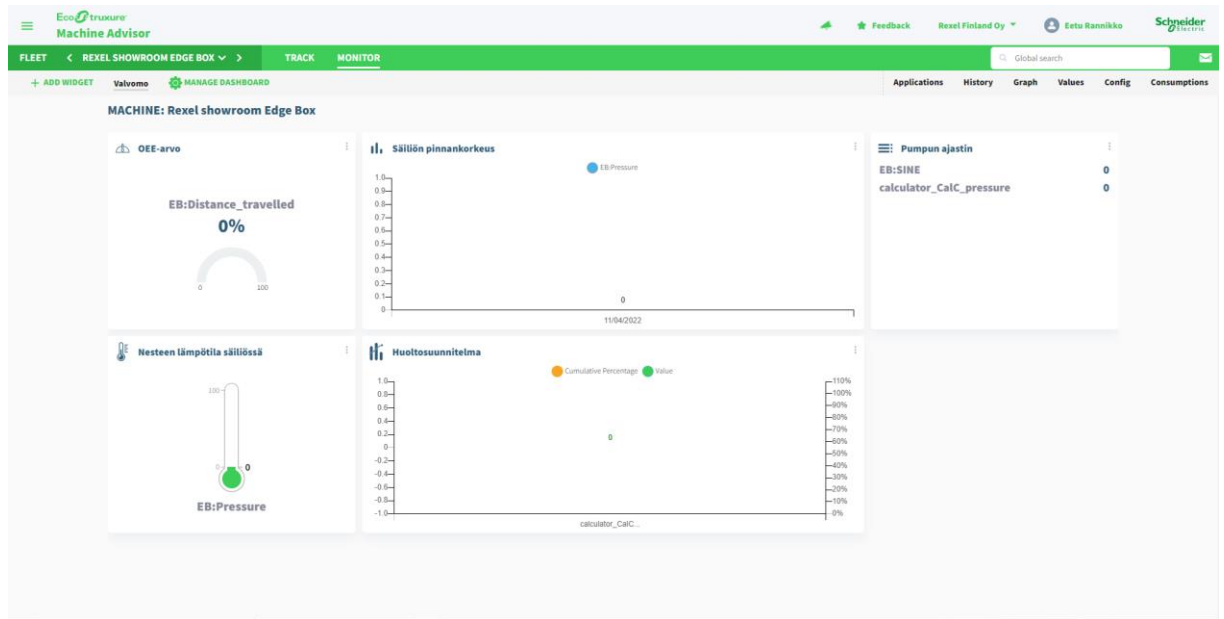 EcoStruxure
Machine Advisor
Feedback
Rexel Finland Oy
Eetu Rannikko
Schneider
Electric
FLEET < REXEL SHOWROOM EDGE BOX > TRACK MONITOR
Global search
+ ADD WIDGET Valvomo MANAGE DASHBOARD
Applications History Graph Values Config Consumptions
MACHINE: Rexel showroom Edge Box
OEE-arvo
EB:Distance_travelled
0%
0 100
Säiliön pinnankorkeus
EB:Pressure
1.0
0.9
0.8
0.7
0.6
0.5
0.4
0.3
0.2
0.1
0
0
11/04/2022
Pumpun ajastin
EB:SINE 0
calculator_CalC_pressure 0
Nesteen lämpötila säiliössä
100
0 0
EB:Pressure
Huoltosuunnitelma
Cumulative Percentage Value
1.0
0.8
0.6
0.4
0.2
0
-0.2
-0.4
-0.6
-0.8
-1.0
0
110%
100%
90%
80%
70%
60%
50%
40%
30%
20%
10%
0%
calculator_CalC...